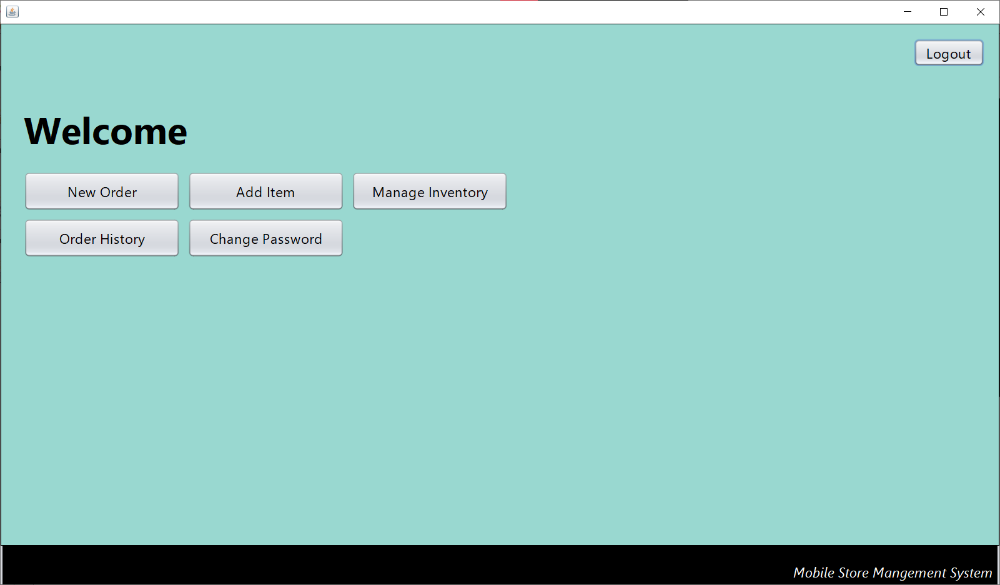 Logout
Welcome
New Order Add Item Manage Inventory
Order History Change Password
Mobile Store Mangement System